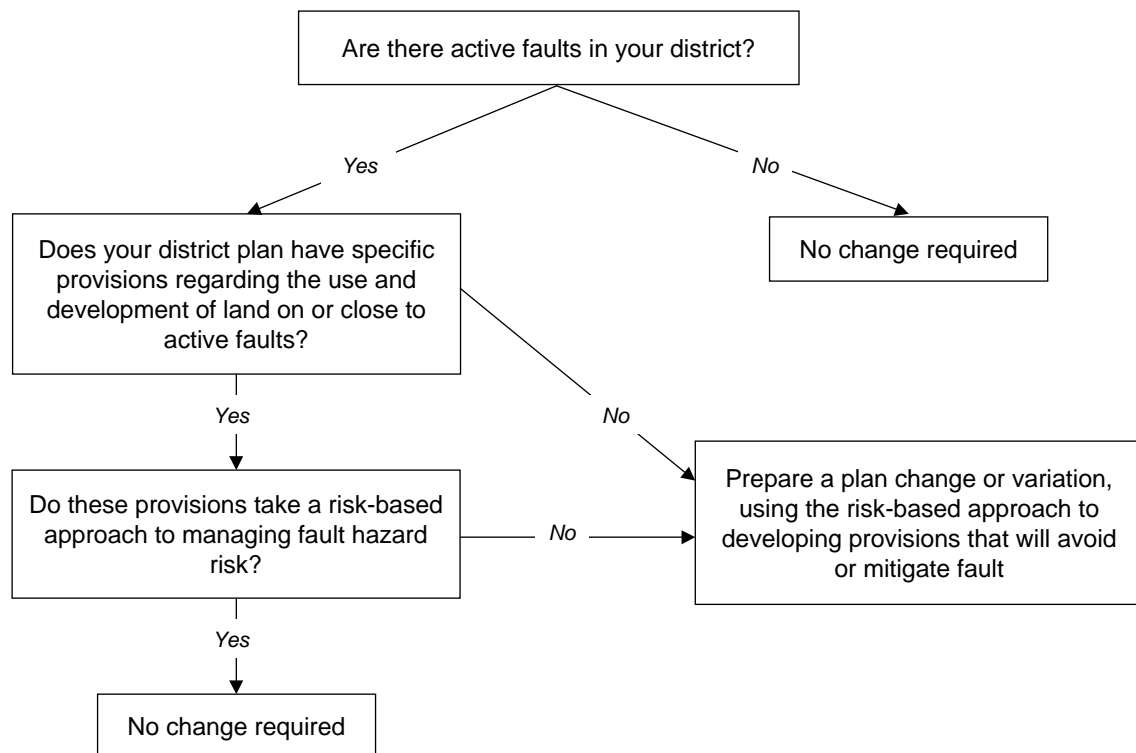 Are there active faults in your district?
Yes
No
Does your district plan have specific
provisions regarding the use and
development of land on or close to
active faults?
No change required
Yes
No
Do these provisions take a risk-based
approach to managing fault hazard
risk?
No
Prepare a plan change or variation,
using the risk-based approach to
developing provisions that will avoid
or mitigate fault
Yes
No change required